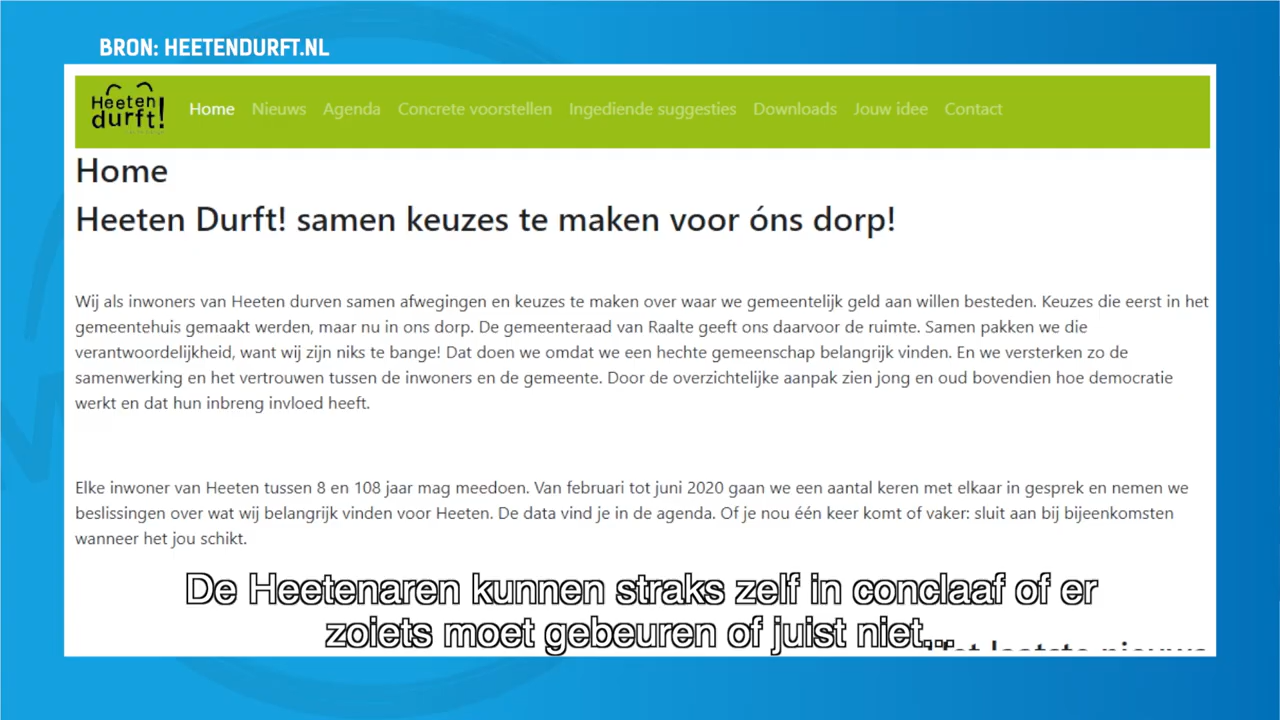 BRON: HEETENDURFT.NL
Heeten durft!
Home Nieuws Agenda Concrete voorstellen Ingediende suggesties Downloads Jouw idee Contact
Home
Heeten Durft! samen keuzes te maken voor óns dorp!
Wij als inwoners van Heeten durven samen afwegingen en keuzes te maken over waar we gemeentelijk geld aan willen besteden. Keuzes die eerst in het
gemeentehuis gemaakt werden, maar nu in ons dorp. De gemeenteraad van Raalte geeft ons daarvoor de ruimte. Samen pakken we die
verantwoordelijkheid, want wij zijn niks te bange! Dat doen we omdat we een hechte gemeenschap belangrijk vinden. En we versterken zo de
samenwerking en het vertrouwen tussen de inwoners en de gemeente. Door de overzichtelijke aanpak zien jong en oud bovendien hoe democratie
werkt en dat hun inbreng invloed heeft.
Elke inwoner van Heeten tussen 8 en 108 jaar mag meedoen. Van februari tot juni 2020 gaan we een aantal keren met elkaar in gesprek en nemen we
beslissingen over wat wij belangrijk vinden voor Heeten. De data vind je in de agenda. Of je nou één keer komt of vaker: sluit aan bij bijeenkomsten
wanneer het jou schikt.
De Heetenaren kunnen straks zelf in conclaaf of er
zoiets moet gebeuren of juist niet...